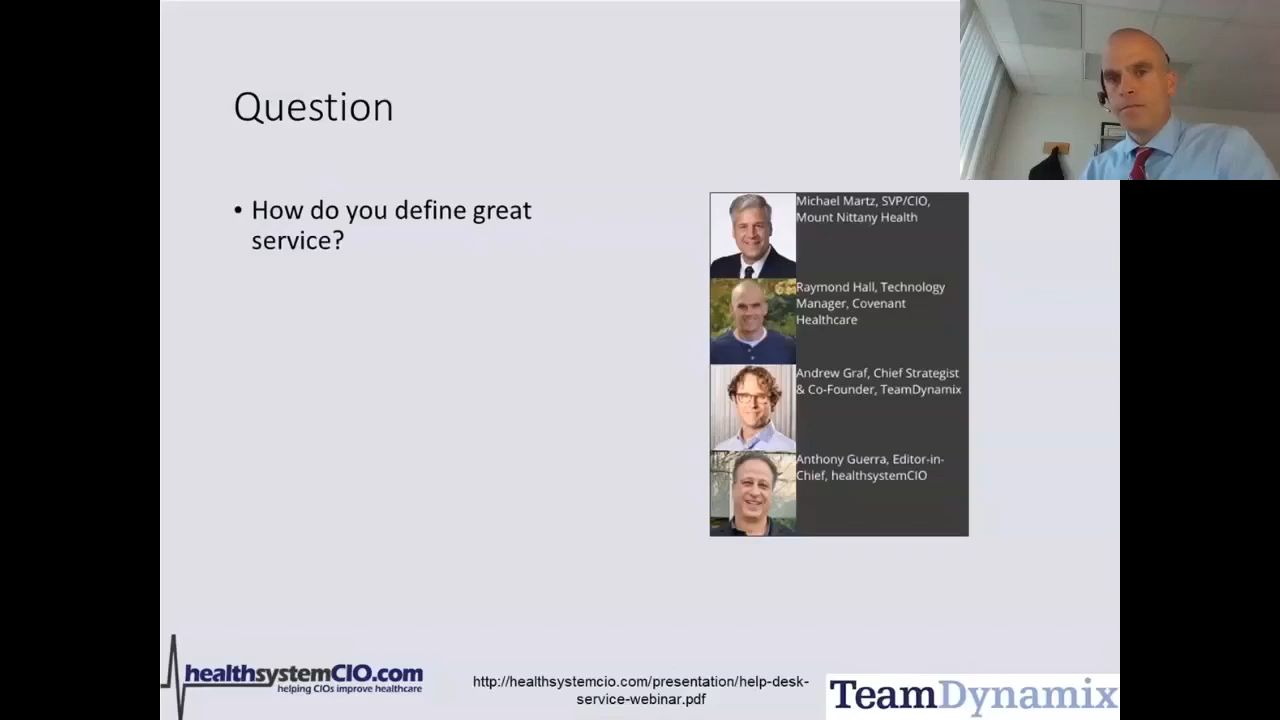 Question
• How do you define great
service?
Michael Martz, SVP/CIO,
Mount Nittany Health
Raymond Hall, Technology
Manager, Covenant
Healthcare
Andrew Graf, Chief Strategist
& Co-Founder, TeamDynamix
Anthony Guerra, Editor-in-
Chief, healthsystemCIO
healthsystemCIO.com
helping CIOs improve healthcare
http://healthsystemcio.com/presentation/help-desk-
service-webinar.pdf
TeamDynamix